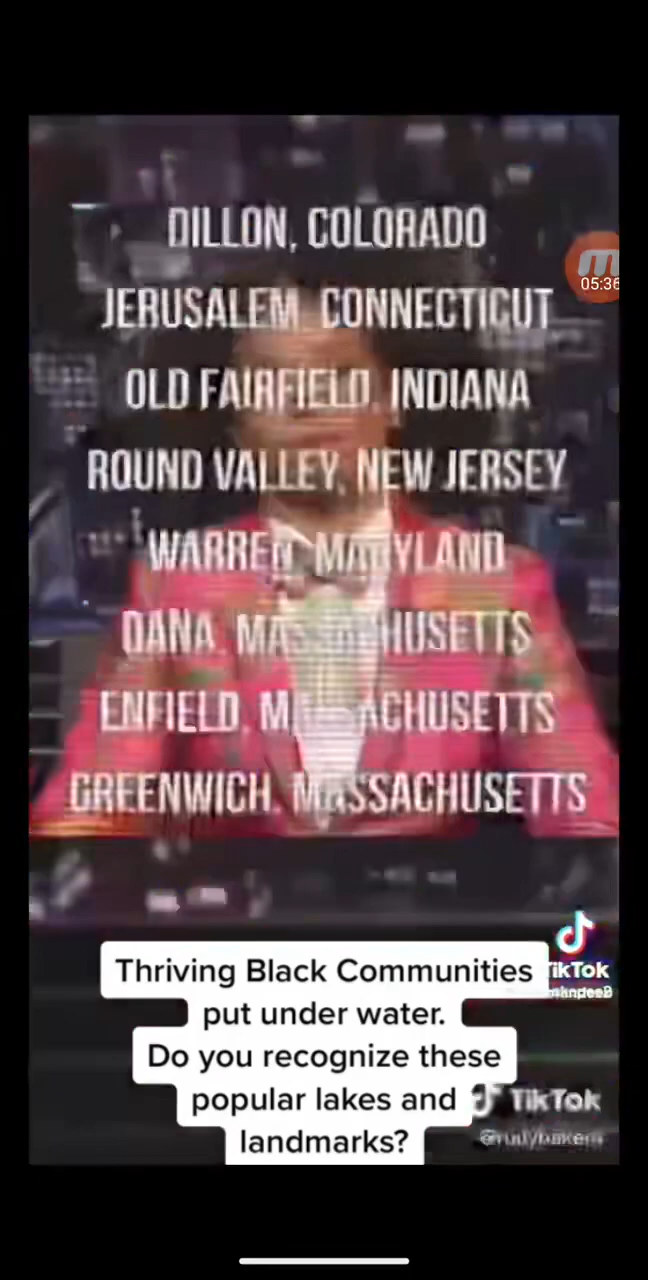 DILLON, COLORADO
05:36
JERUSALEM, CONNECTICUT
OLD FAIRFIELD, INDIANA
ROUND VALLEY, NEW JERSEY
WARREN, MARYLAND
DANA, MASSACHUSETTS
ENFIELD, MASSACHUSETTS
GREENWICH, MASSACHUSETTS
Thriving Black Communities
put under water.
Do you recognize these
popular lakes and
landmarks?
TikTok
TikTok